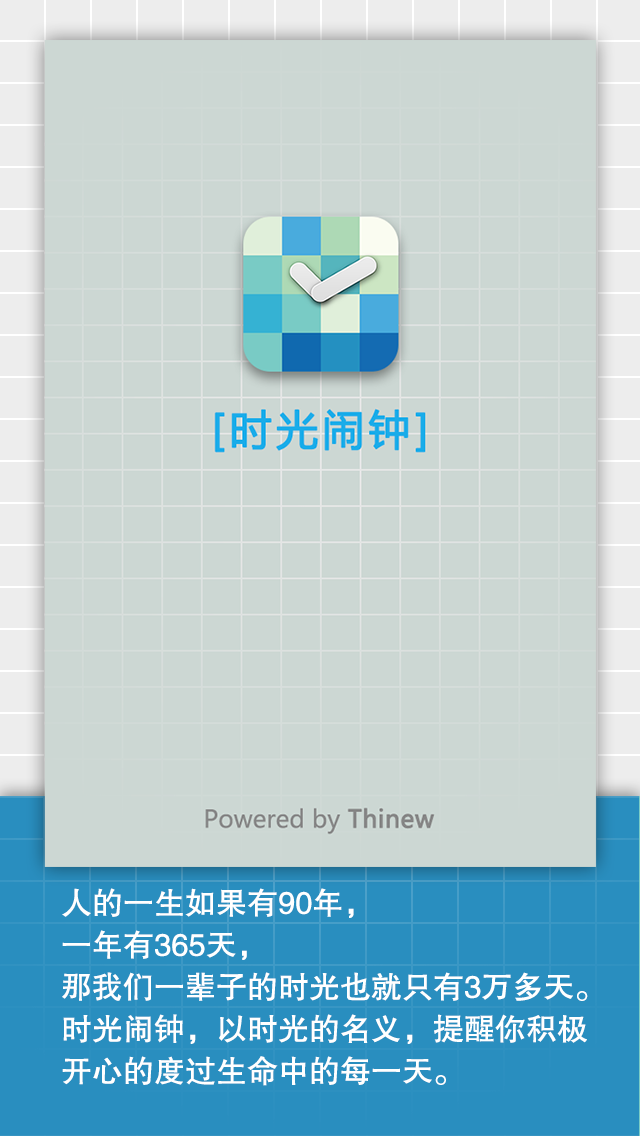 [时光闹钟]
Powered by Thinew
人的一生如果有90年，
一年有365天，
那我们一辈子的时光也就只有3万多天。
时光闹钟，以时光的名义，提醒你积极
开心的度过生命中的每一天。